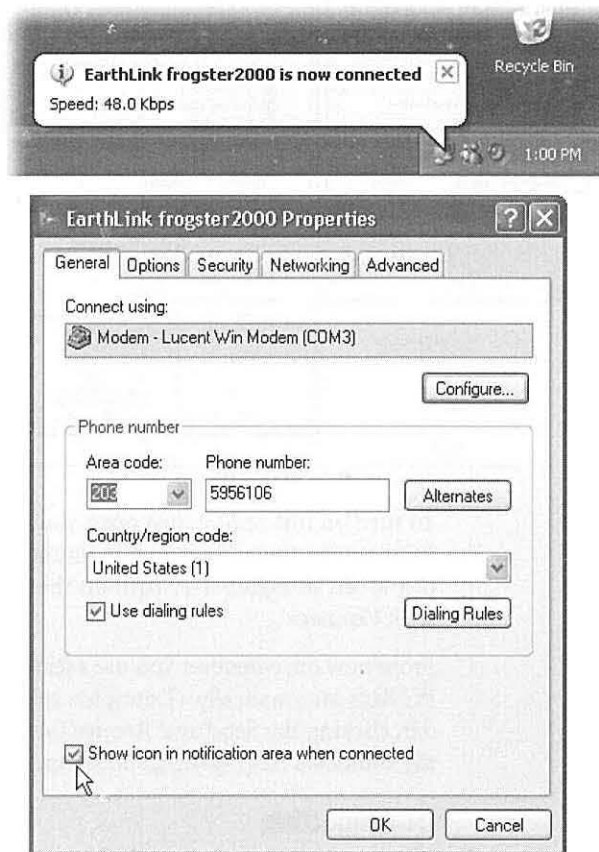 EarthLink frogster2000 is now connected
Speed: 48.0 Kbps
Recycle Bin
1:00 PM
EarthLink frogster2000 Properties
General Options Security Networking Advanced
Connect using:
Modem - Lucent Win Modem (COM3)
Configure...
Phone number
Area code: Phone number:
203 5956106 Alternates
Country/region code:
United States (1)
Use dialing rules Dialing Rules
Show icon in notification area when connected
OK Cancel